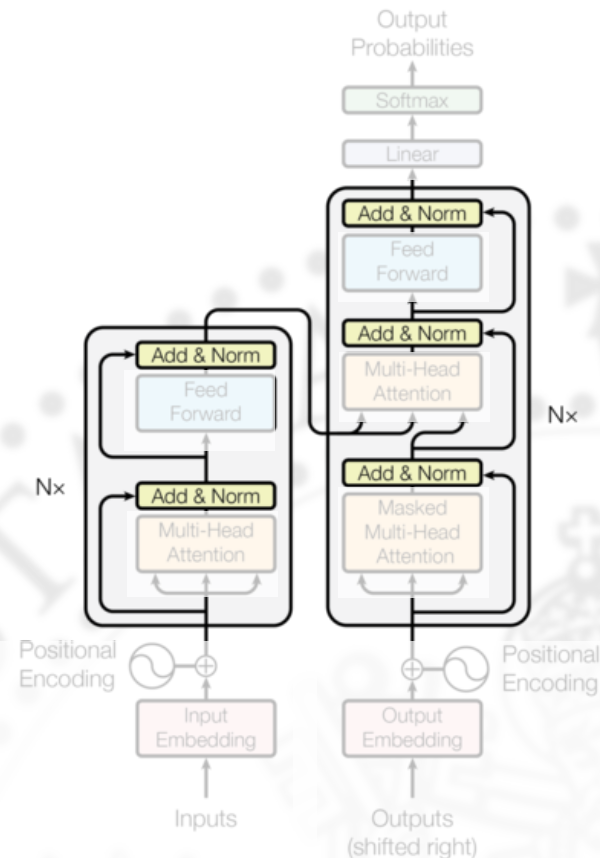 Output
Probabilities
Softmax
Linear
Add & Norm
Feed
Forward
Add & Norm
Multi-Head
Attention
Add & Norm
Masked
Multi-Head
Attention
Nx
Add & Norm
Feed
Forward
Add & Norm
Multi-Head
Attention
Nx
Positional
Encoding
Positional
Encoding
Input
Embedding
Output
Embedding
Inputs
Outputs
(shifted right)